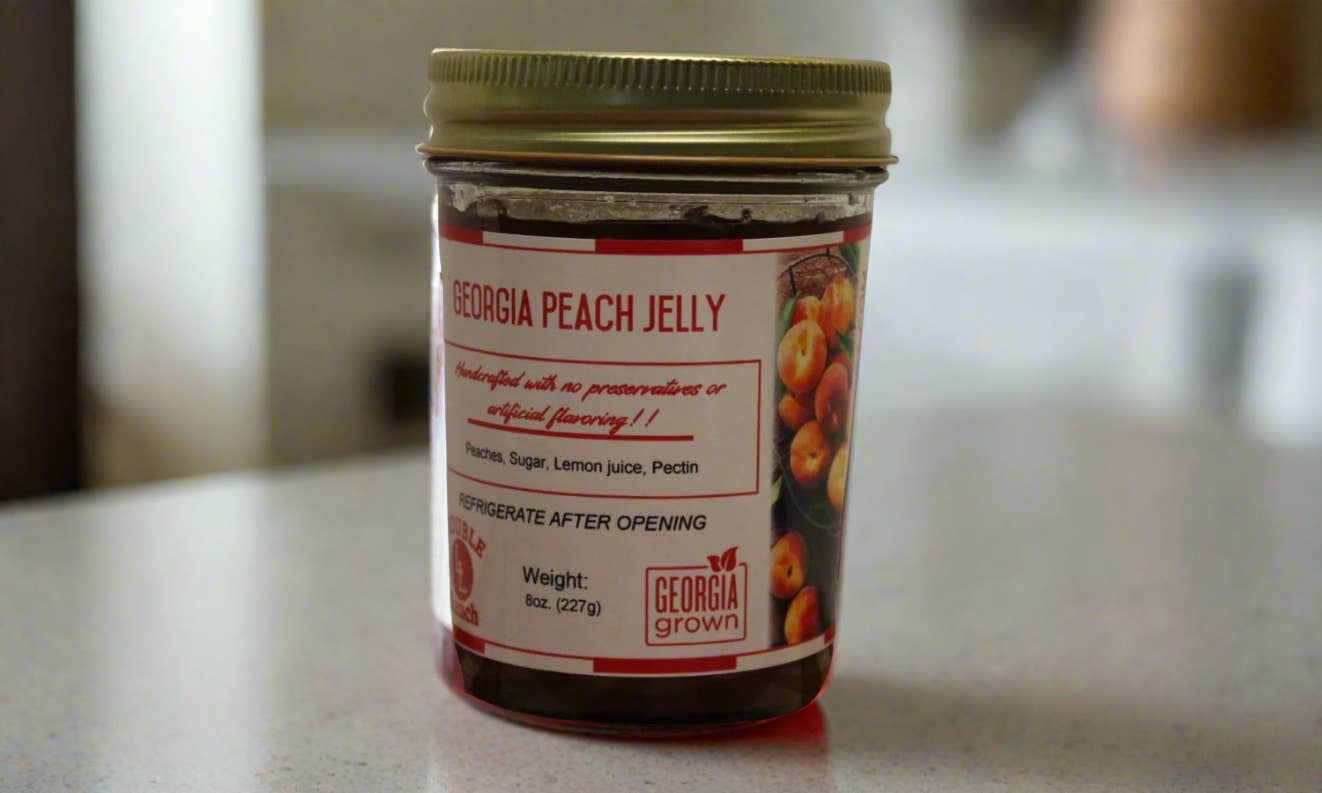 GEORGIA PEACH JELLY
Handcrafted with no preservatives or
artificial flavoring!!
Peaches, Sugar, Lemon juice, Pectin
REFRIGERATE AFTER OPENING
Weight:
8oz. (227g)
GEORGIA
grown